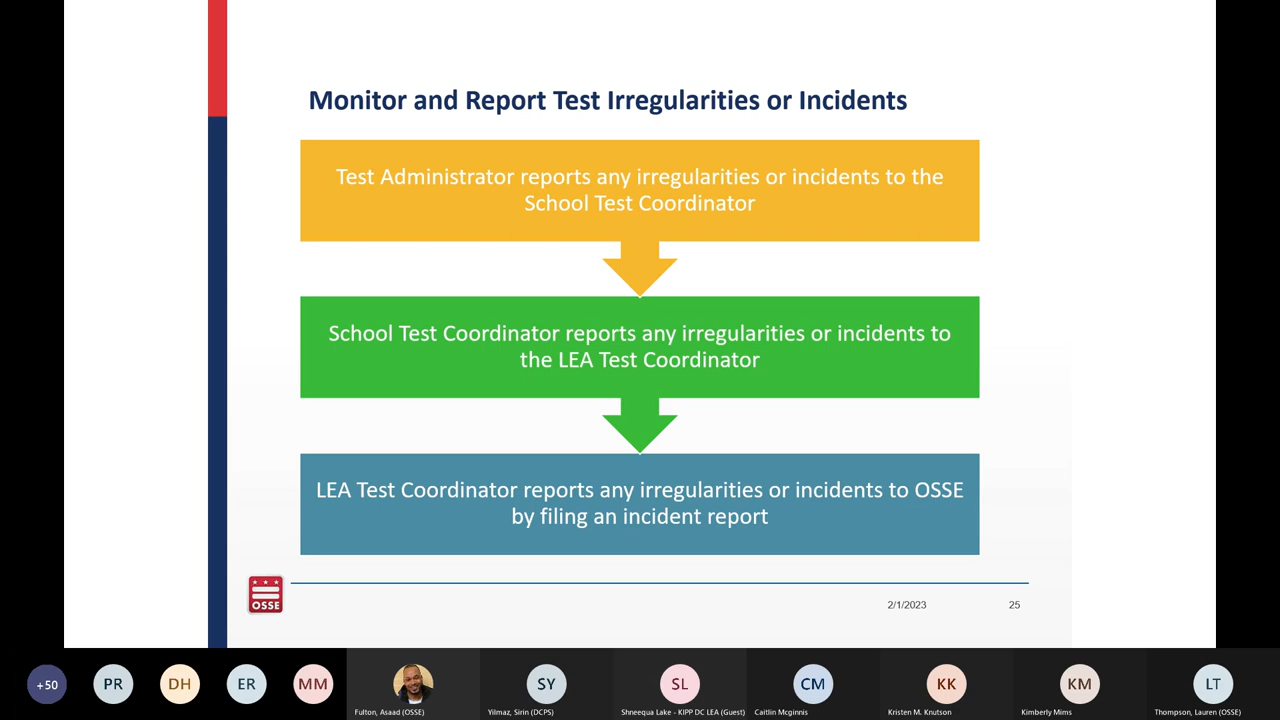 Monitor and Report Test Irregularities or Incidents
Test Administrator reports any irregularities or incidents to the
School Test Coordinator
School Test Coordinator reports any irregularities or incidents to
the LEA Test Coordinator
LEA Test Coordinator reports any irregularities or incidents to OSSE
by filing an incident report
OSSE
2/1/2023
25
+50
PR
DH
ER
MM
SY
SL
CM
KK
KM
LT
Fulton, Asaad (OSSE)
Yilmaz, Sirin (DCPS)
Shneequa Lake - KIPP DC LEA (Guest)
Caitlin Mcginnis
Kristen M. Knutson
Kimberly Mims
Thompson, Lauren (OSSE)